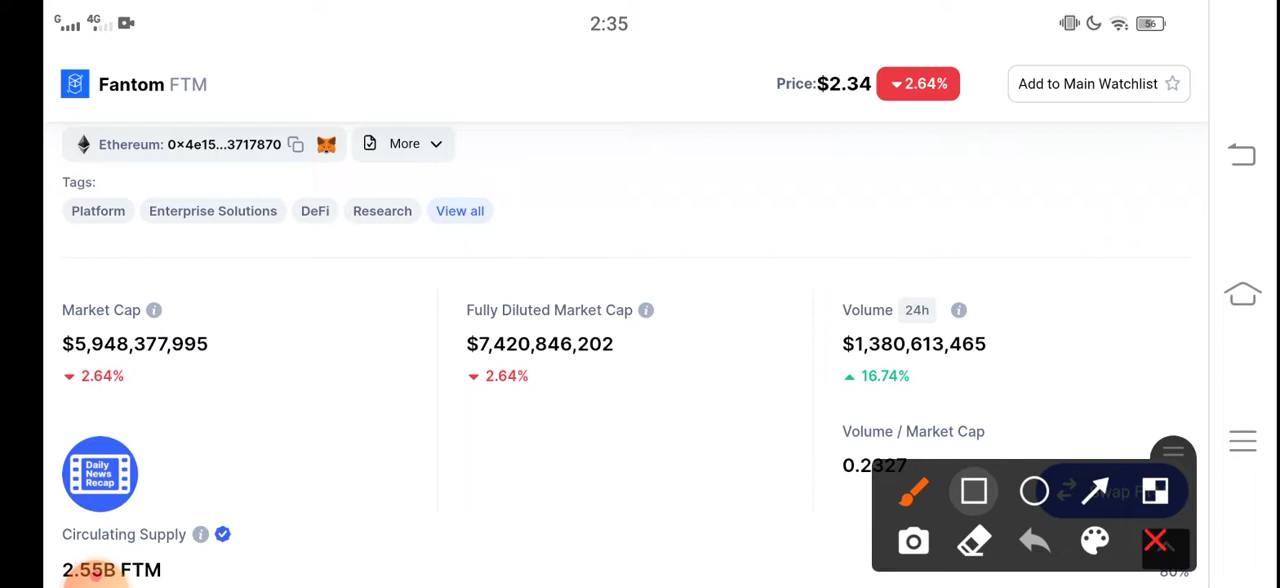 G 4G 2:35 56
Fantom FTM Price:$2.34 2.64% Add to Main Watchlist
Ethereum: 0x4e15...3717870 More
Tags:
Platform Enterprise Solutions DeFi Research View all
Market Cap Fully Diluted Market Cap Volume 24h
$5,948,377,995 $7,420,846,202 $1,380,613,465
2.64% 2.64% 16.74%
Volume / Market Cap
0.2327
Daily
News
Recap
Circulating Supply
2.55B FTM